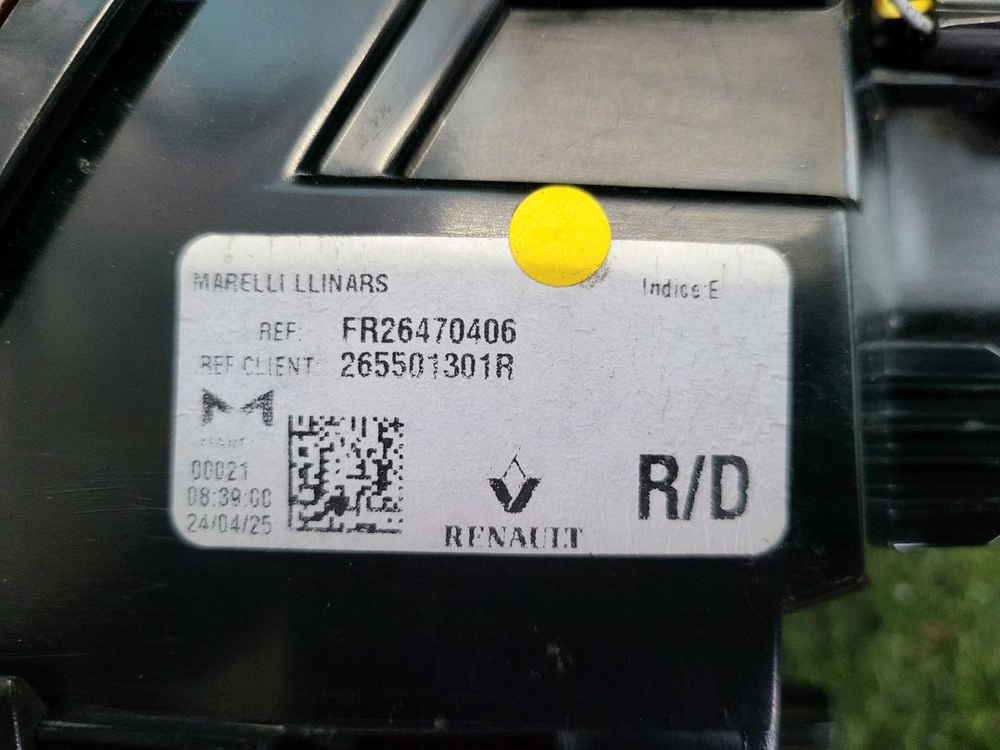 MARELLI LLINARS
Indice E
REF: FR26470406
REF CLIENT: 265501301R
00021
08:39:00
24/04/25
RENAULT
R/D